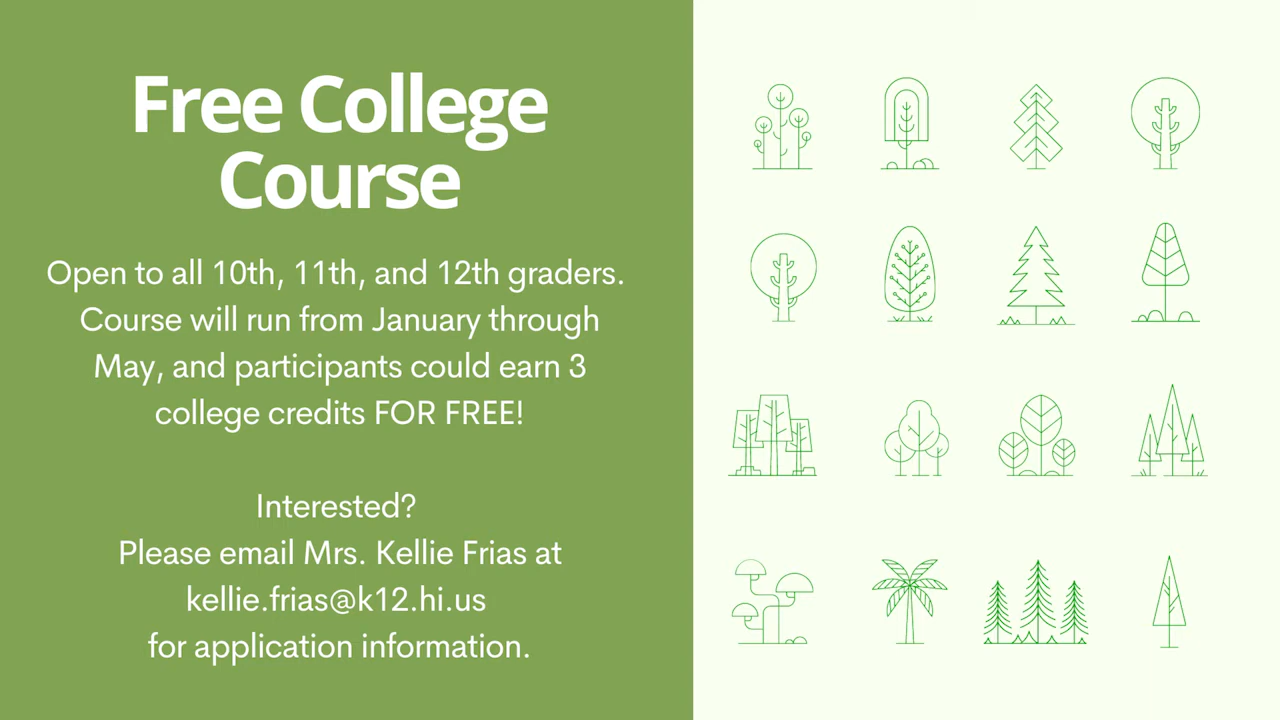 Free College
Course
Open to all 10th, 11th, and 12th graders.
Course will run from January through
May, and participants could earn 3
college credits FOR FREE!
Interested?
Please email Mrs. Kellie Frias at
kellie.frias@k12.hi.us
for application information.